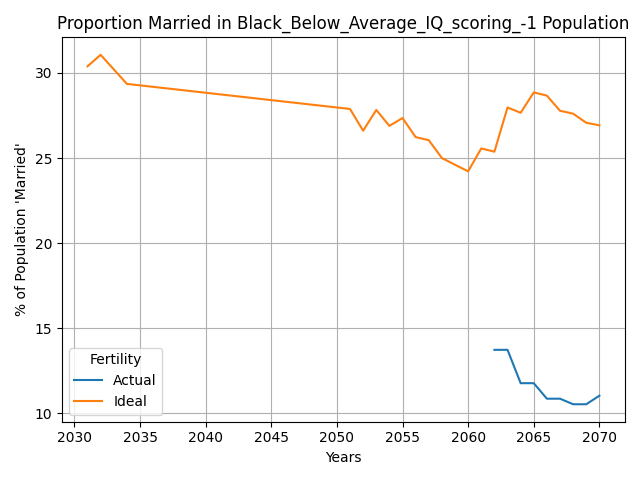 Proportion Married in Black_Below_Average_IQ_scoring_-1 Population
% of Population 'Married'
30
25
20
15
10
Fertility
Actual
Ideal
2030 2035 2040 2045 2050 2055 2060 2065 2070
Years